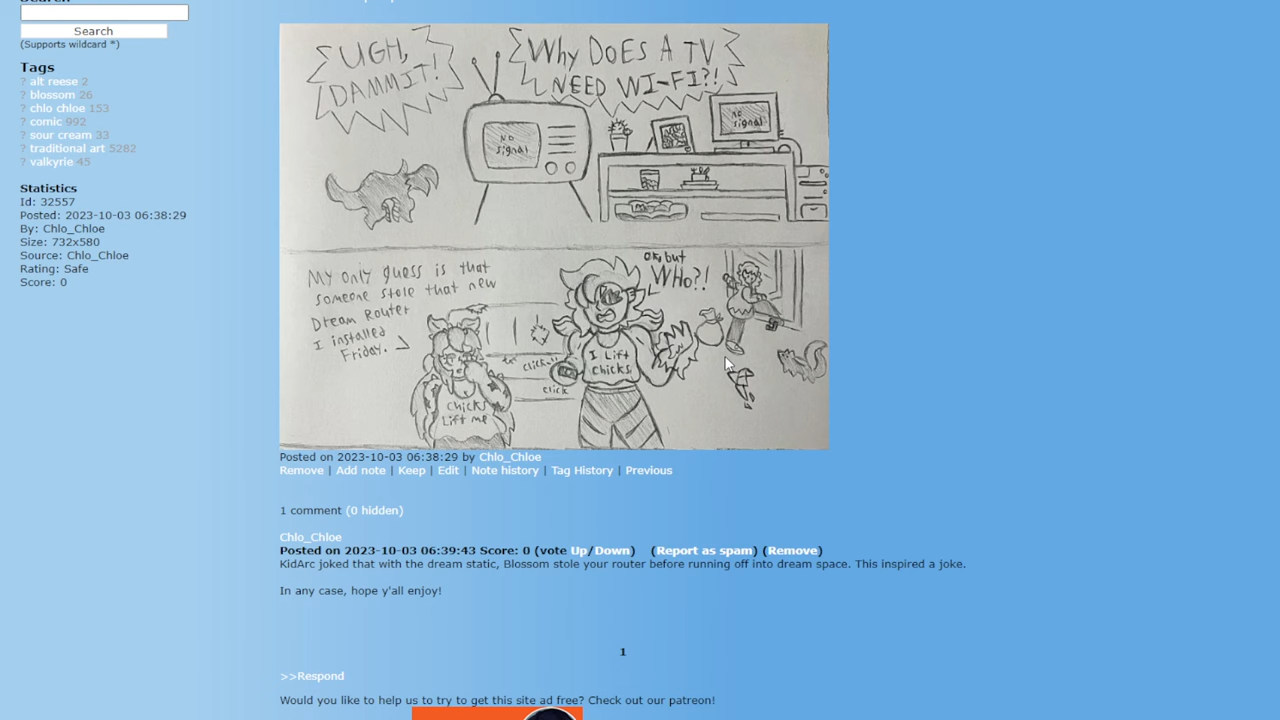 Search
Search
(Supports wildcard *)
Tags
? alt reese 2
? blossom 26
? chlo chloe 153
? comic 992
? sour cream 33
? traditional art 5282
? valkyrie 45
Statistics
Id: 32557
Posted: 2023-10-03 06:38:29
By: Chlo_Chloe
Size: 732x580
Source: Chlo_Chloe
Rating: Safe
Score: 0
UGH,
DAMMIT!
Why DoES A TV
NEED WI-FI?!
No
signal
No
signal
My only guess is that
someone stole that new
Dream Router
I installed
Friday.
OK, but
WHO?!
click
click
I Lift
Chicks
Chicks
Lift me
Posted on 2023-10-03 06:38:29 by Chlo_Chloe
Remove | Add note | Keep | Edit | Note history | Tag History | Previous
1 comment (0 hidden)
Chlo_Chloe
Posted on 2023-10-03 06:39:43 Score: 0 (vote Up/Down) (Report as spam) (Remove)
KidArc joked that with the dream static, Blossom stole your router before running off into dream space. This inspired a joke.
In any case, hope y'all enjoy!
1
>>Respond
Would you like to help us to try to get this site ad free? Check out our patreon!